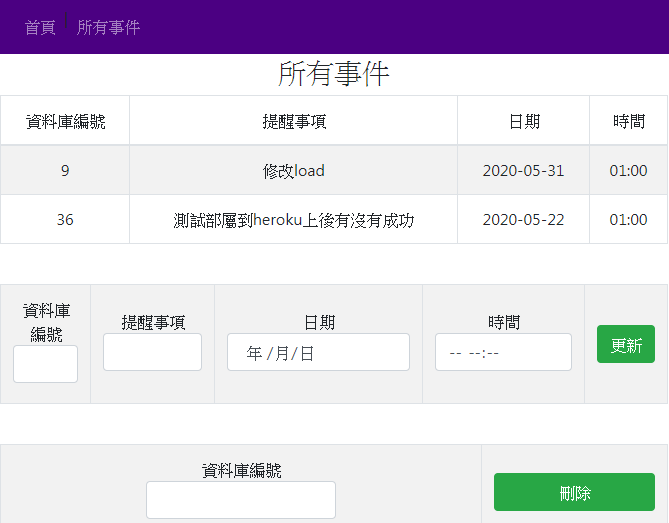 首頁 所有事件
所有事件
資料庫編號 提醒事項 日期 時間
9 修改load 2020-05-31 01:00
36 測試部屬到heroku上後有沒有成功 2020-05-22 01:00
資料庫
編號
提醒事項 日期 時間
年 /月/日 -- --:-- 更新
資料庫編號
刪除